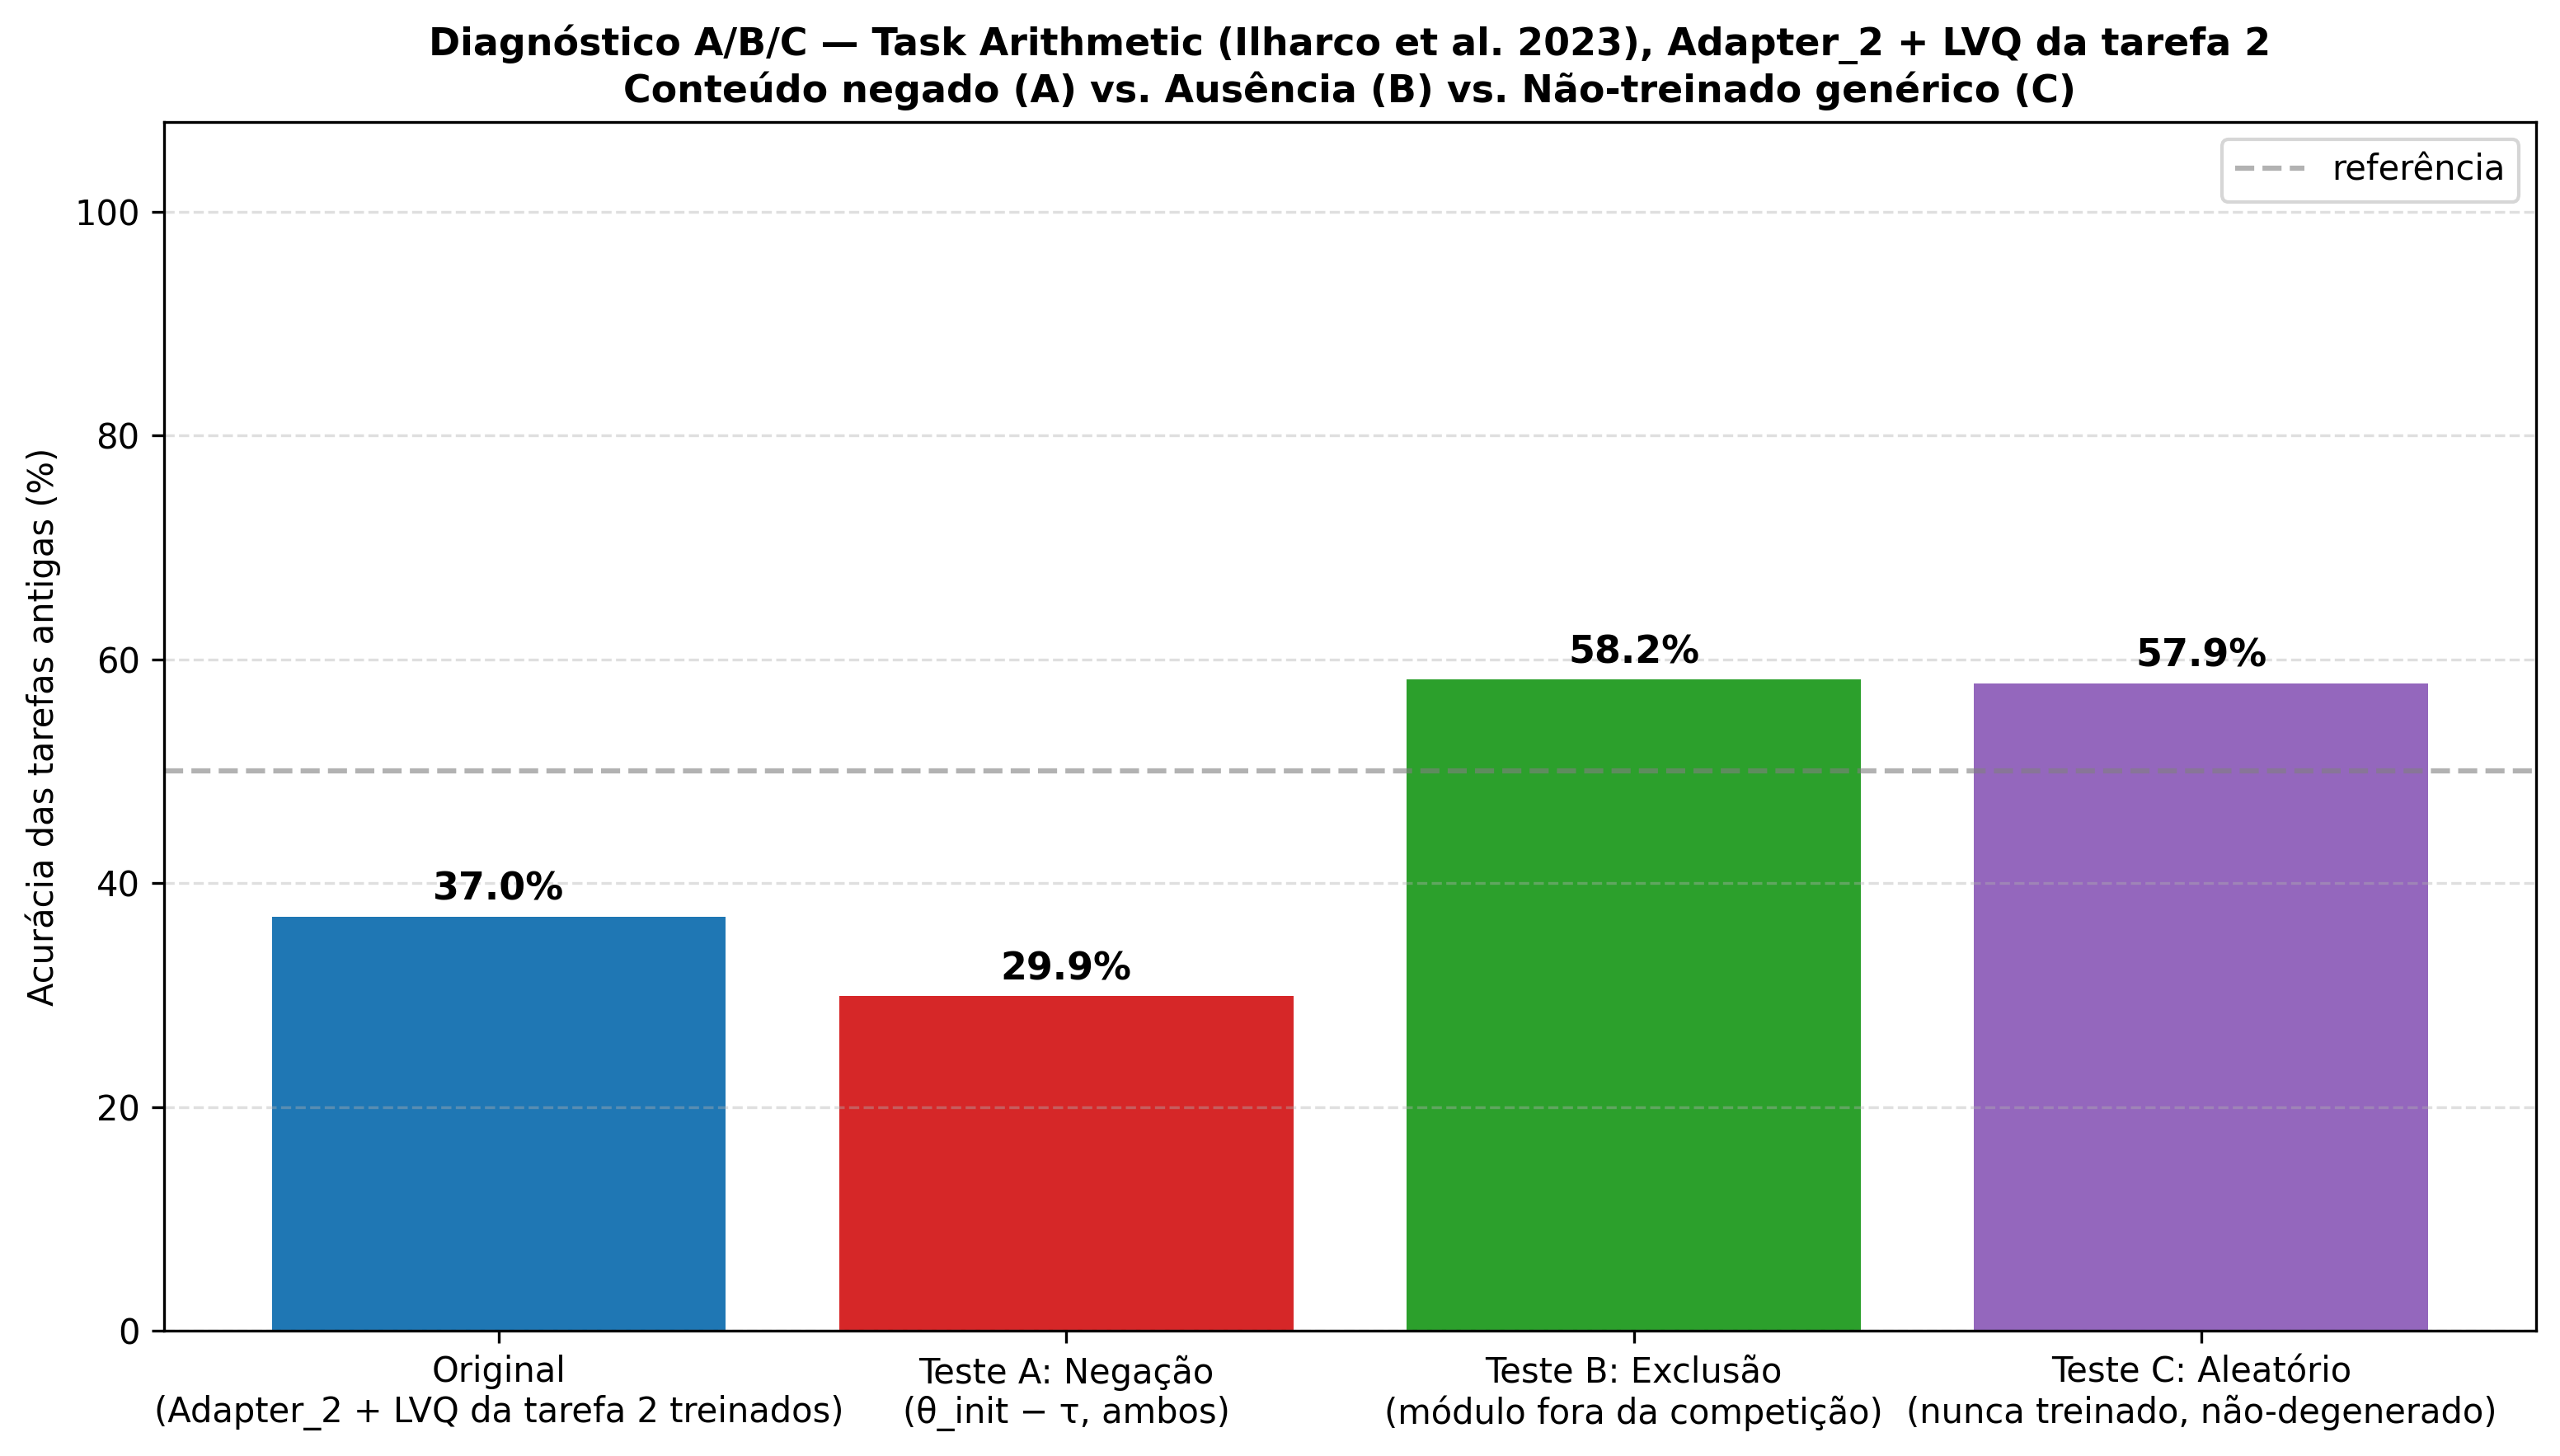 Diagnóstico A/B/C — Task Arithmetic (Ilharco et al. 2023), Adapter_2 + LVQ da tarefa 2
Conteúdo negado (A) vs. Ausência (B) vs. Não-treinado genérico (C)
referência
Acurácia das tarefas antigas (%)
100
80
60
40
20
0
37.0%
29.9%
58.2%
57.9%
Original
(Adapter_2 + LVQ da tarefa 2 treinados)
Teste A: Negação
(θ_init − τ, ambos)
Teste B: Exclusão
(módulo fora da competição)
Teste C: Aleatório
(nunca treinado, não-degenerado)